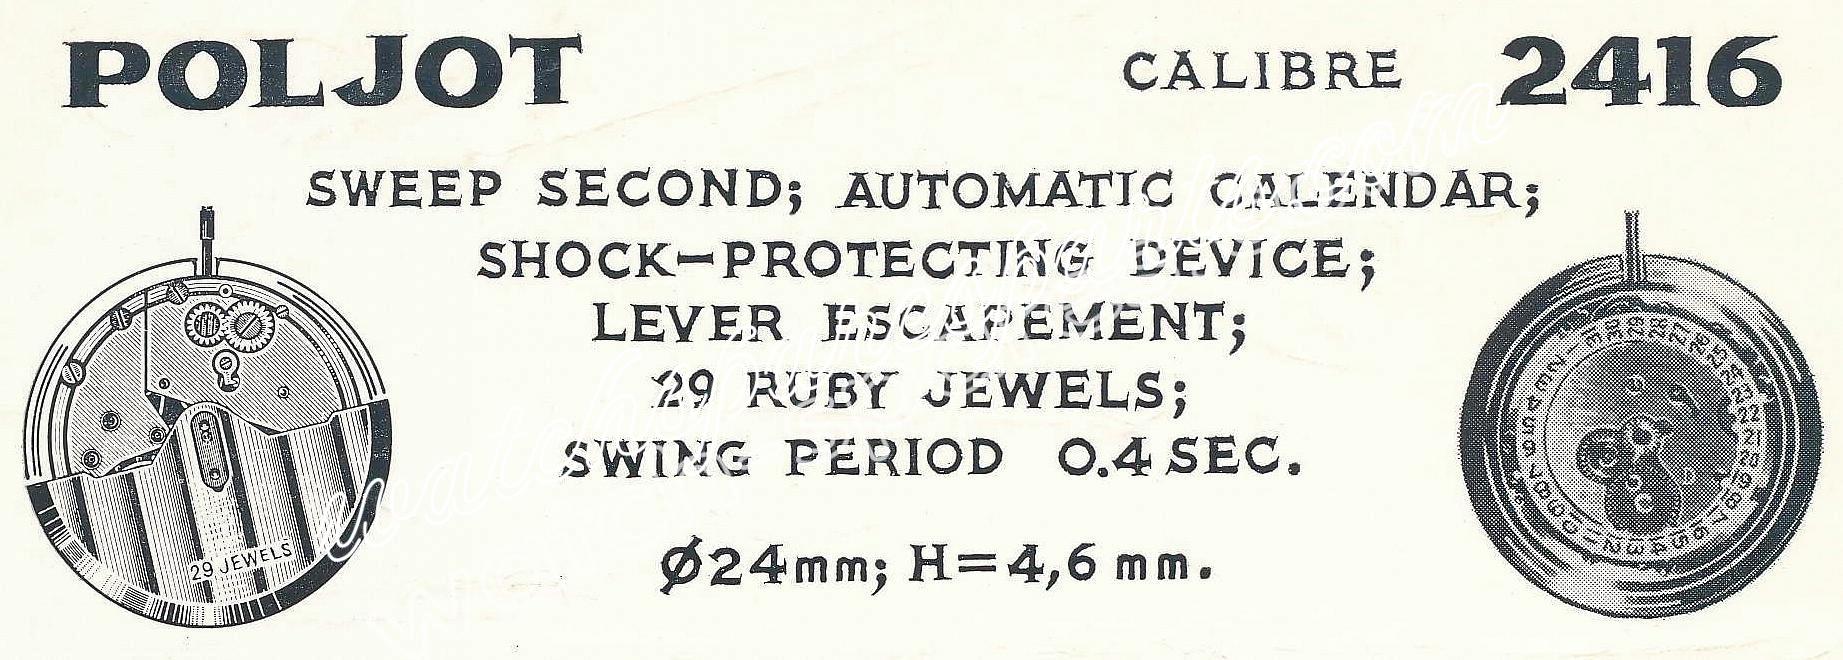 POLJOT CALIBRE 2416
SWEEP SECOND; AUTOMATIC CALENDAR;
SHOCK-PROTECTING DEVICE;
LEVER ESCAPEMENT;
29 RUBY JEWELS;
SWING PERIOD 0.4 SEC.
Ø24mm; H=4,6 mm.
29 JEWELS